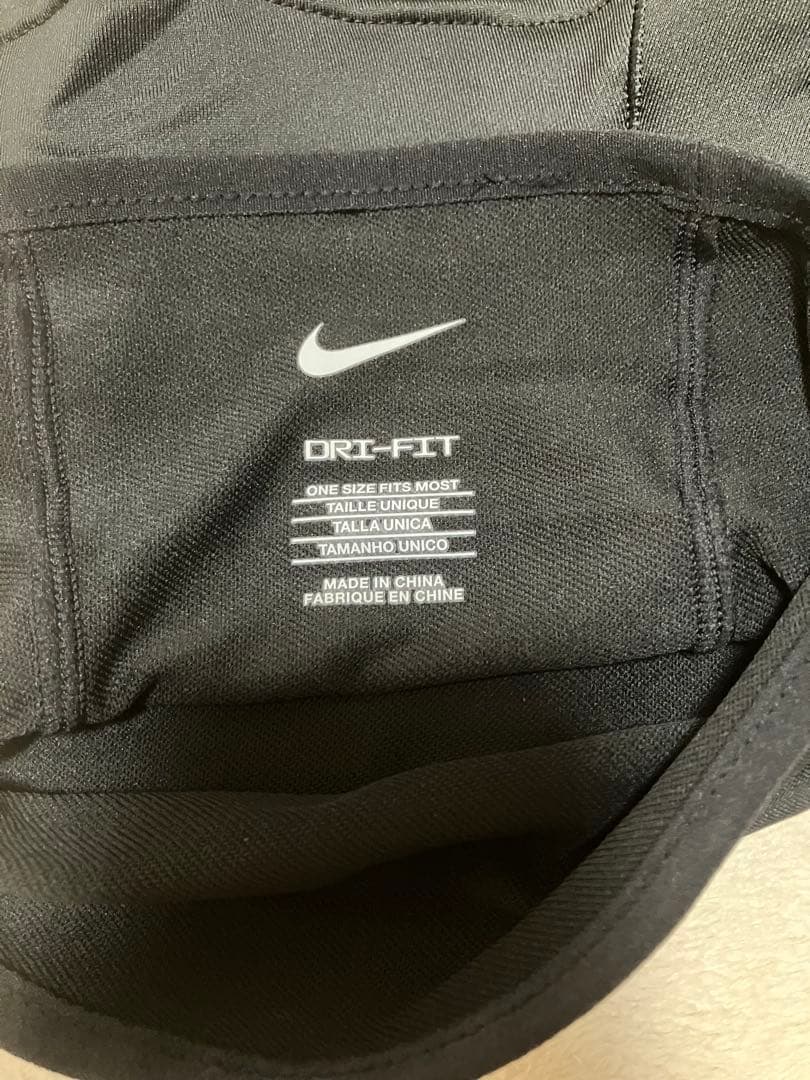 DRI-FIT
ONE SIZE FITS MOST
TAILLE UNIQUE
TALLA UNICA
TAMANHO UNICO
MADE IN CHINA
FABRIQUE EN CHINE